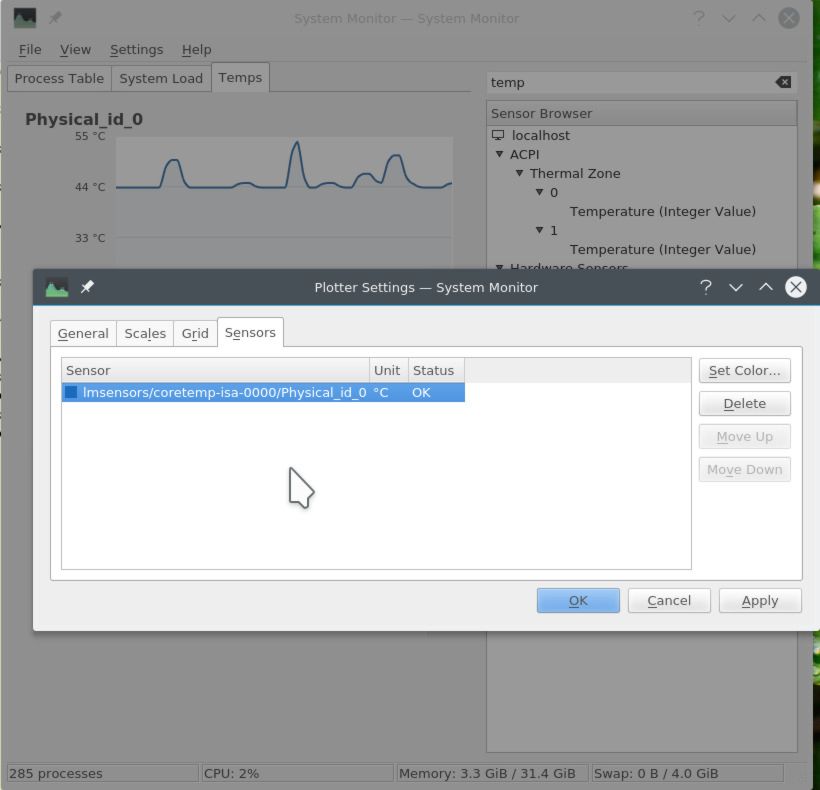 System Monitor — System Monitor
File View Settings Help
Process Table System Load Temps
temp
Physical_id_0
55 °C
44 °C
33 °C
Sensor Browser
localhost
ACPI
Thermal Zone
0
Temperature (Integer Value)
1
Temperature (Integer Value)
Hardware Sensors
Plotter Settings — System Monitor
General Scales Grid Sensors
Sensor Unit Status
lmsensors/coretemp-isa-0000/Physical_id_0 °C OK
Set Color...
Delete
Move Up
Move Down
OK Cancel Apply
285 processes CPU: 2% Memory: 3.3 GiB / 31.4 GiB Swap: 0 B / 4.0 GiB